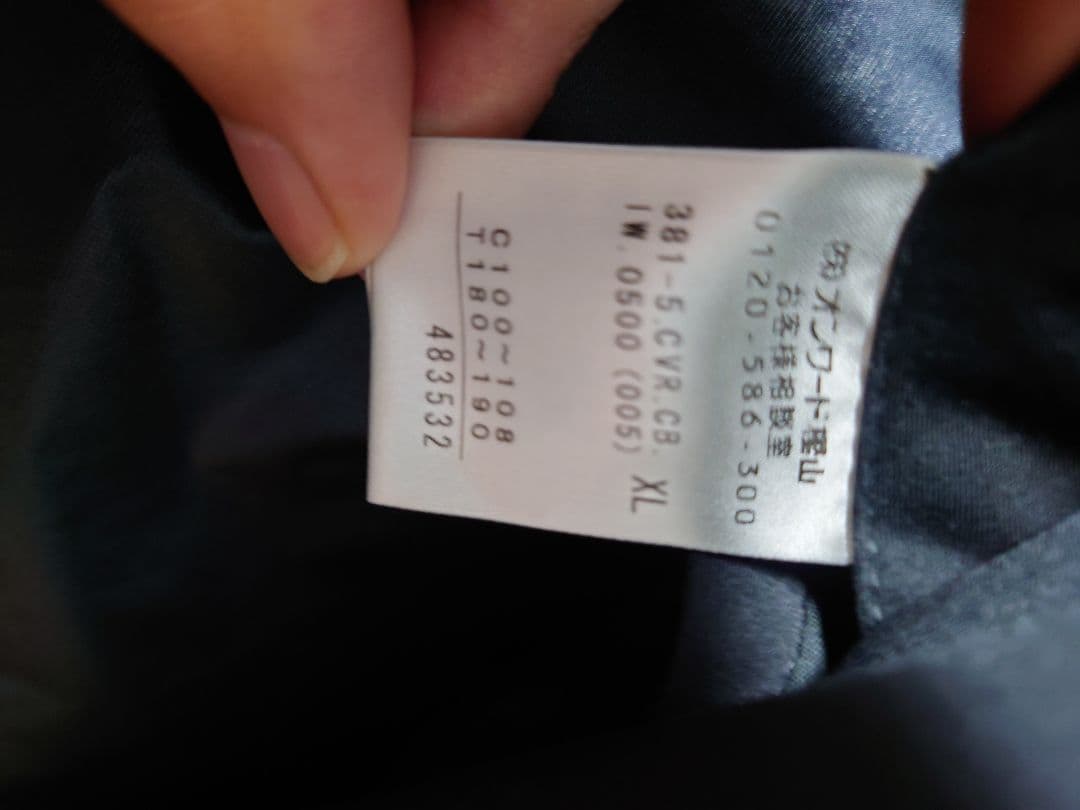 ㈱オンワード樫山
お客様相談室
0120-586-300
381-5.CVR.CB. XL
IW. 0500 (005)
C100~108
T180~190
483532